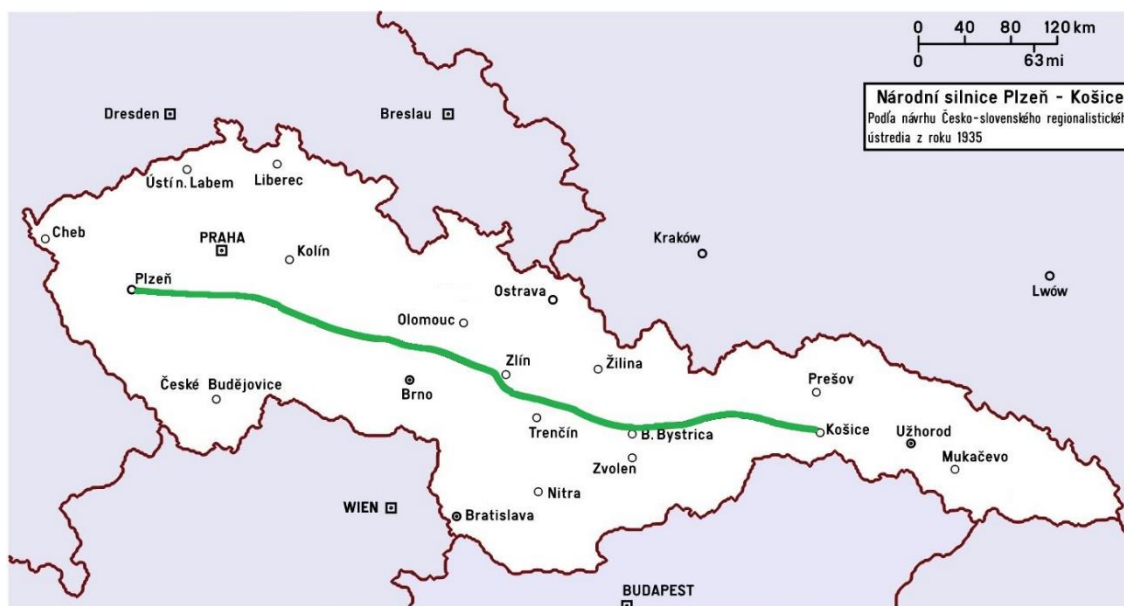 0 40 80 120 km
0 63 mi
Národní silnice Plzeň - Košice
Podľa návrhu Česko-slovenského regionalistickéh
ústredia z roku 1935
Dresden
Breslau
Ústí n. Labem
Liberec
Cheb
PRAHA
Kolín
Kraków
Plzeň
Ostrava
Lwów
Olomouc
Zlín
Žilina
České Budějovice
Brno
Prešov
Trenčín
B. Bystrica
Košice
Užhorod
Zvolen
Mukačevo
Nitra
WIEN
Bratislava
BUDAPEST